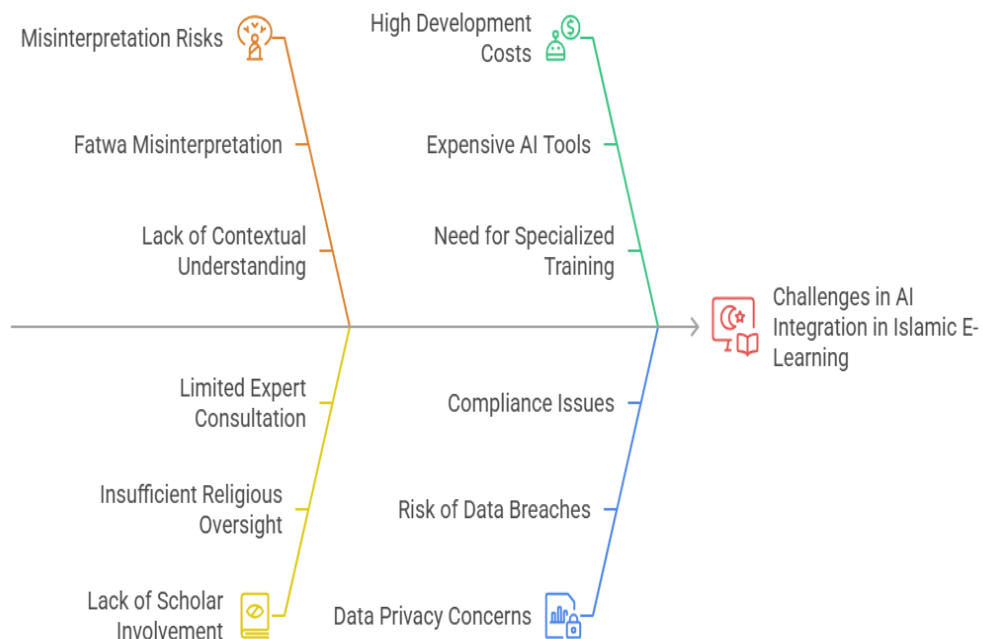 Misinterpretation Risks
Fatwa Misinterpretation
Lack of Contextual
Understanding
High Development
Costs
Expensive AI Tools
Need for Specialized
Training
Challenges in AI
Integration in Islamic E-
Learning
Limited Expert
Consultation
Insufficient Religious
Oversight
Lack of Scholar
Involvement
Compliance Issues
Risk of Data Breaches
Data Privacy Concerns